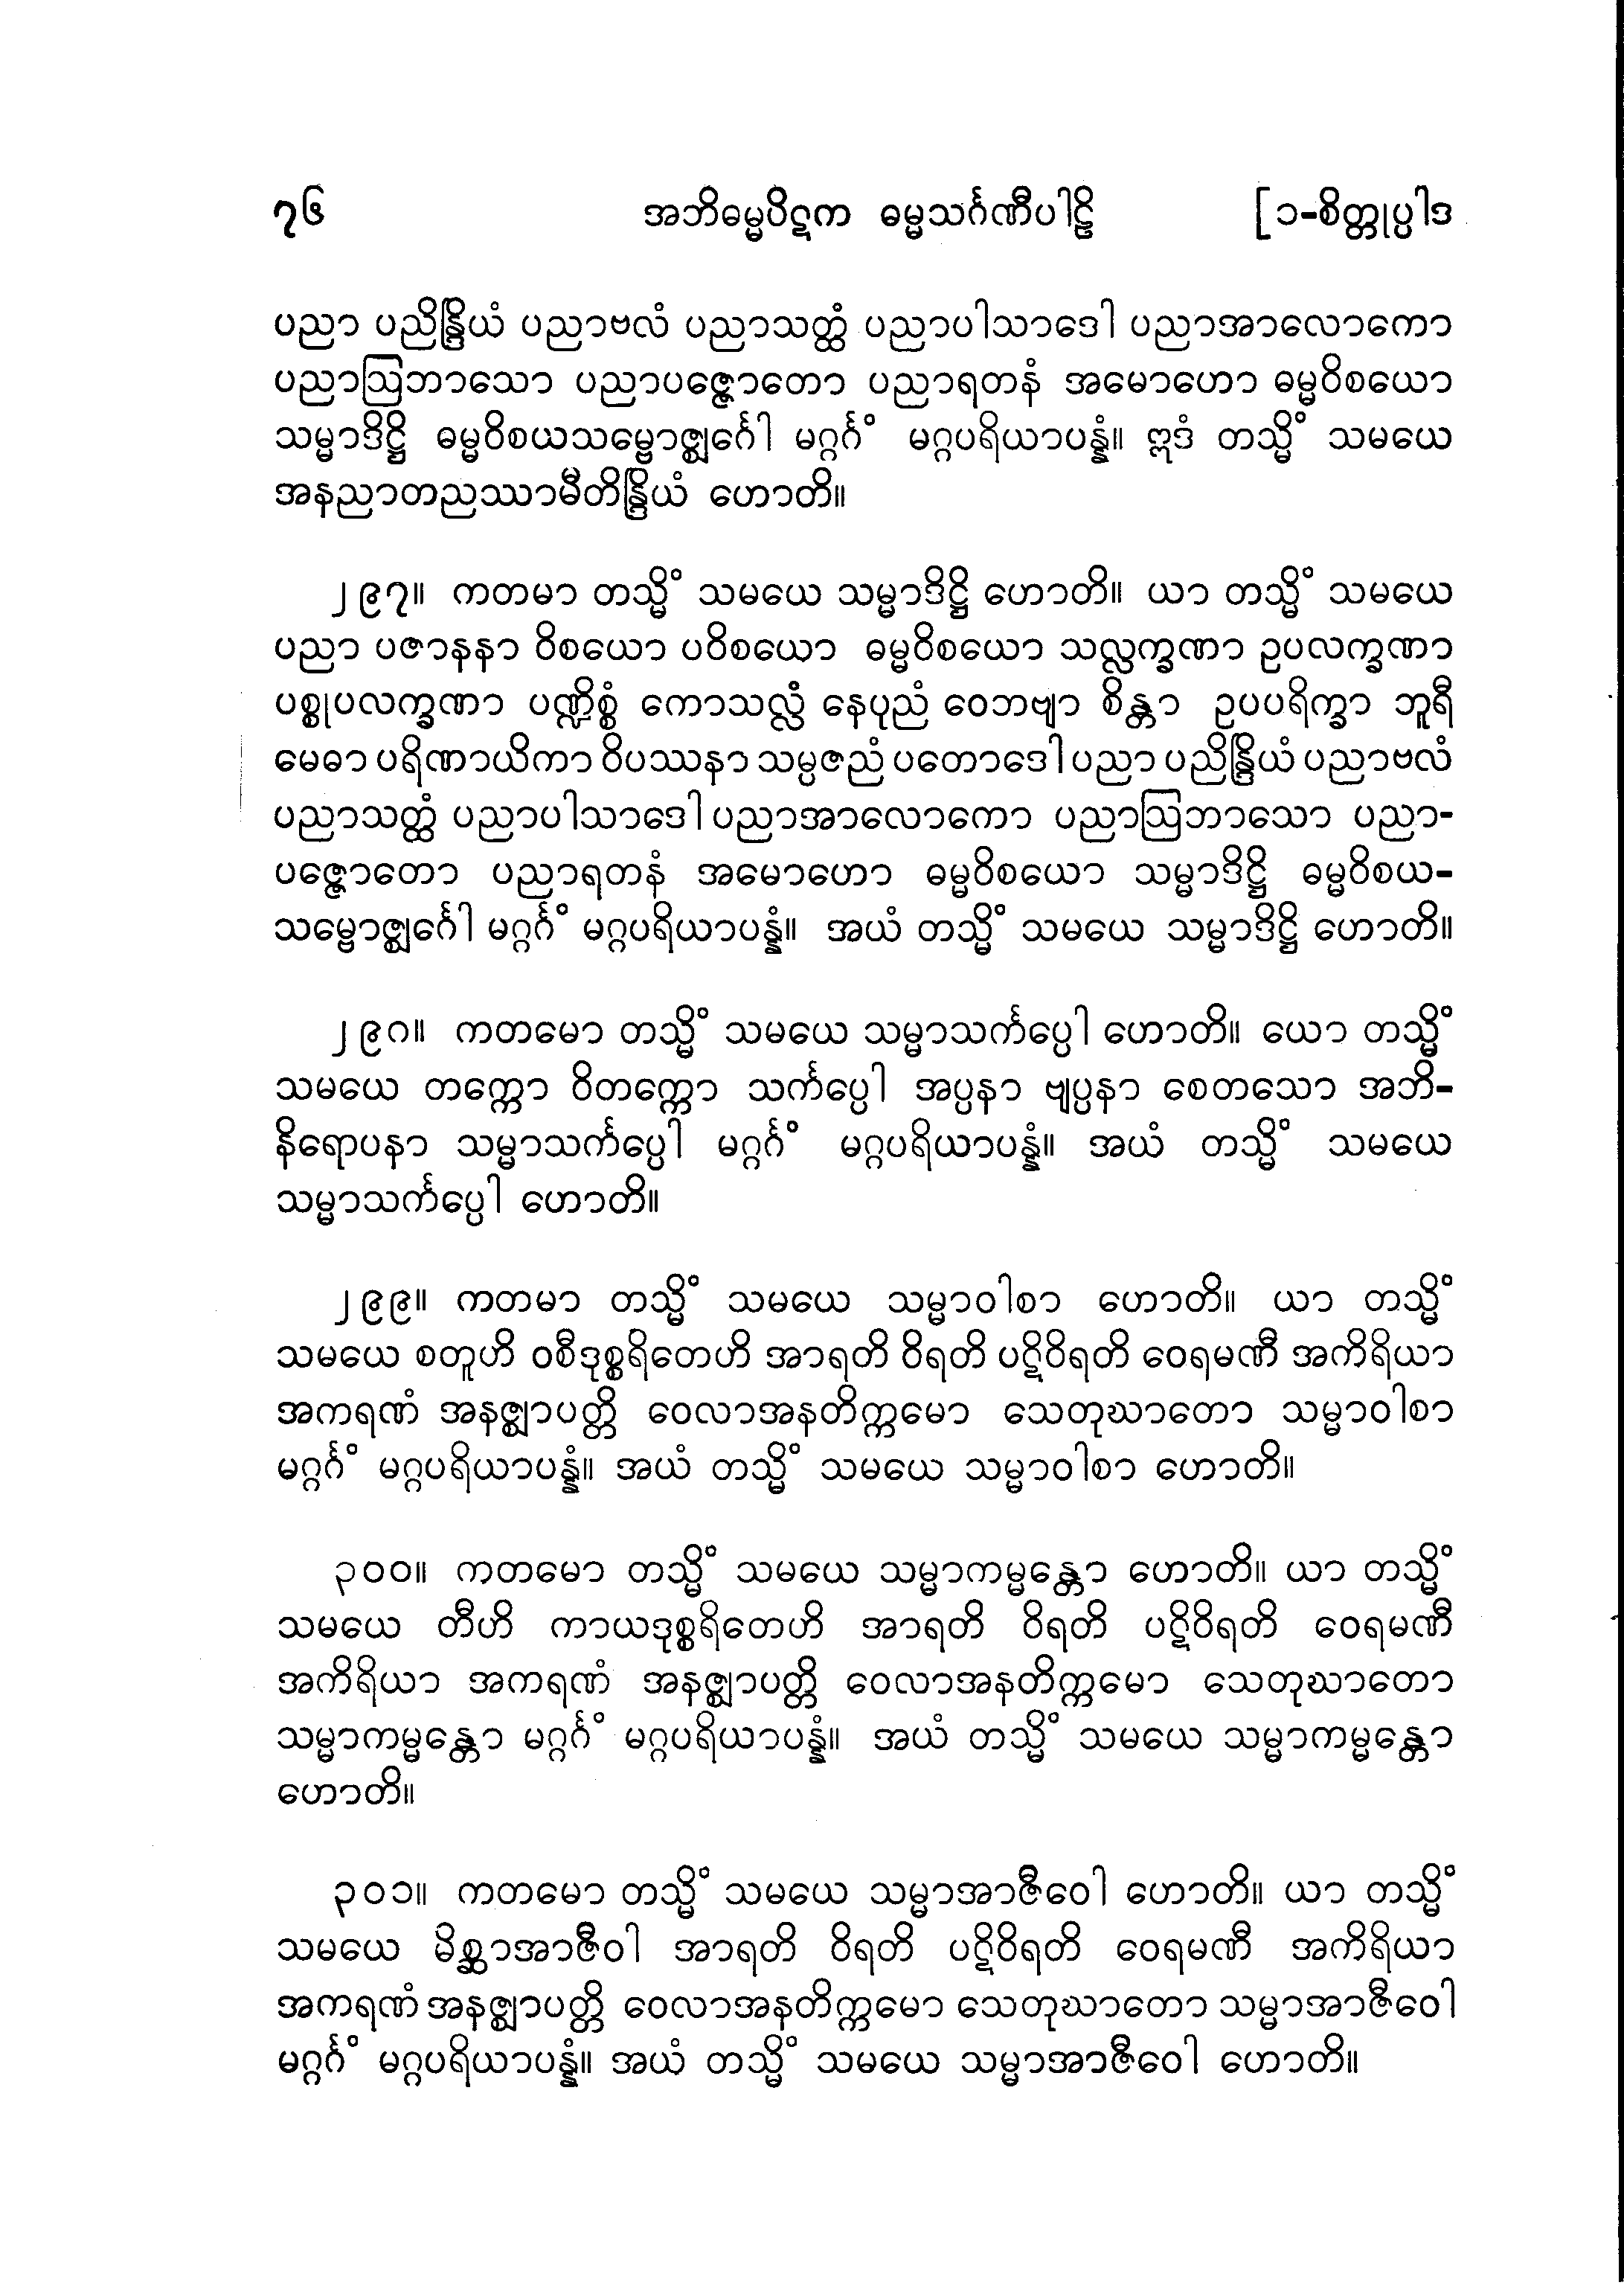 ၇၆ အဘိဓမ္မပိဋက ဓမ္မသင်္ဂဏီပါဠိ [၁-စိတ္တုပ္ပါဒ
ပညာ ပညိန္ဒြိယံ ပညာဗလံ ပညာသတ္ထံ ပညာပါသာဒေါ ပညာအာလောကော
ပညာဩဘာသော ပညာပဇ္ဇောတော ပညာရတနံ အမောဟော ဓမ္မဝိစယော
သမ္မာဒိဋ္ဌိ ဓမ္မဝိစယသမ္ဗောဇ္ဈင်္ဂေါ မဂ္ဂင်္ဂံ မဂ္ဂပရိယာပန္နံ။ ဣဒံ တသ္မိံ သမယေ
အနညာတညဿာမီတိန္ဒြိယံ ဟောတိ။
၂၉၇။ ကတမာ တသ္မိံ သမယေ သမ္မာဒိဋ္ဌိ ဟောတိ။ ယာ တသ္မိံ သမယေ
ပညာ ပဇာနနာ ဝိစယော ပဝိစယော ဓမ္မဝိစယော သလ္လက္ခဏာ ဥပလက္ခဏာ
ပစ္စုပလက္ခဏာ ပဏ္ဍိစ္စံ ကောသလ္လံ နေပုညံ ဝေဘဗျာ စိန္တာ ဥပပရိက္ခာ ဘူရီ
မေဓာ ပရိဏာယိကာ ဝိပဿနာ သမ္ပဇညံ ပတောဒေါ ပညာ ပညိန္ဒြိယံ ပညာဗလံ
ပညာသတ္ထံ ပညာပါသာဒေါ ပညာအာလောကော ပညာဩဘာသော ပညာ-
ပဇ္ဇောတော ပညာရတနံ အမောဟော ဓမ္မဝိစယော သမ္မာဒိဋ္ဌိ ဓမ္မဝိစယ-
သမ္ဗောဇ္ဈင်္ဂေါ မဂ္ဂင်္ဂံ မဂ္ဂပရိယာပန္နံ။ အယံ တသ္မိံ သမယေ သမ္မာဒိဋ္ဌိ ဟောတိ။
၂၉၈။ ကတမော တသ္မိံ သမယေ သမ္မာသင်္ကပ္ပေါ ဟောတိ။ ယော တသ္မိံ
သမယေ တက္ကော ဝိတက္ကော သင်္ကပ္ပေါ အပ္ပနာ ဗျပ္ပနာ စေတသော အဘိ-
နိရောပနာ သမ္မာသင်္ကပ္ပေါ မဂ္ဂင်္ဂံ မဂ္ဂပရိယာပန္နံ။ အယံ တသ္မိံ သမယေ
သမ္မာသင်္ကပ္ပေါ ဟောတိ။
၂၉၉။ ကတမာ တသ္မိံ သမယေ သမ္မာဝါစာ ဟောတိ။ ယာ တသ္မိံ
သမယေ စတူဟိ ဝစီဒုစ္စရိတေဟိ အာရတိ ဝိရတိ ပဋိဝိရတိ ဝေရမဏီ အကိရိယာ
အကရဏံ အနဇ္ဈာပတ္တိ ဝေလာအနတိက္ကမော သေတုဃာတော သမ္မာဝါစာ
မဂ္ဂင်္ဂံ မဂ္ဂပရိယာပန္နံ။ အယံ တသ္မိံ သမယေ သမ္မာဝါစာ ဟောတိ။
၃၀၀။ ကတမော တသ္မိံ သမယေ သမ္မာကမ္မန္တော ဟောတိ။ ယာ တသ္မိံ
သမယေ တီဟိ ကာယဒုစ္စရိတေဟိ အာရတိ ဝိရတိ ပဋိဝိရတိ ဝေရမဏီ
အကိရိယာ အကရဏံ အနဇ္ဈာပတ္တိ ဝေလာအနတိက္ကမော သေတုဃာတော
သမ္မာကမ္မန္တော မဂ္ဂင်္ဂံ မဂ္ဂပရိယာပန္နံ။ အယံ တသ္မိံ သမယေ သမ္မာကမ္မန္တော
ဟောတိ။
၃၀၁။ ကတမော တသ္မိံ သမယေ သမ္မာအာဇီဝေါ ဟောတိ။ ယာ တသ္မိံ
သမယေ မိစ္ဆာအာဇီဝါ အာရတိ ဝိရတိ ပဋိဝိရတိ ဝေရမဏီ အကိရိယာ
အကရဏံ အနဇ္ဈာပတ္တိ ဝေလာအနတိက္ကမော သေတုဃာတော သမ္မာအာဇီဝေါ
မဂ္ဂင်္ဂံ မဂ္ဂပရိယာပန္နံ။ အယံ တသ္မိံ သမယေ သမ္မာအာဇီဝေါ ဟောတိ။